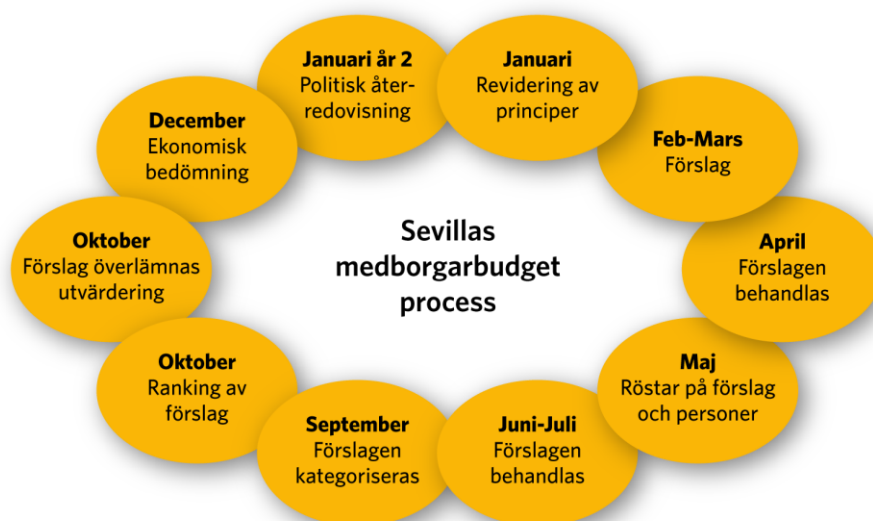 Januari år 2
Politisk åter-
redovisning
Januari
Revidering av
principer
Feb-Mars
Förslag
April
Förslagen
behandlas
Maj
Röstar på förslag
och personer
Juni-Juli
Förslagen
behandlas
September
Förslagen
kategoriseras
Oktober
Ranking av
förslag
Oktober
Förslag överlämnas
utvärdering
December
Ekonomisk
bedömning
Sevillas
medborgarbudget
process